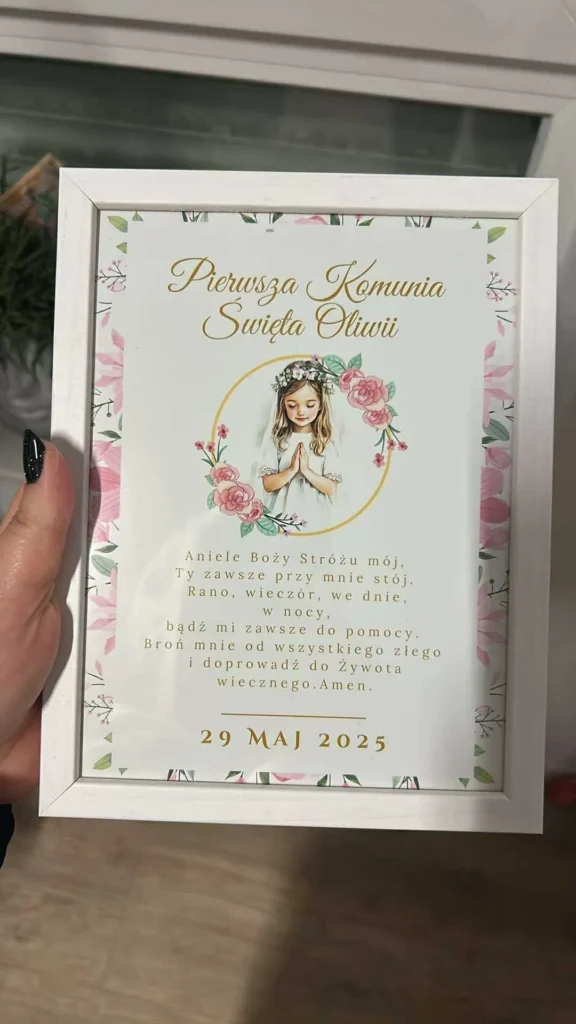 Pierwsza Komunia
Święta Oliwii
Aniele Boży Stróżu mój,
Ty zawsze przy mnie stój.
Rano, wieczór, we dnie,
w nocy,
bądź mi zawsze do pomocy.
Broń mnie od wszystkiego złego
i doprowadź do Żywota
wiecznego.Amen.
29 MAJ 2025